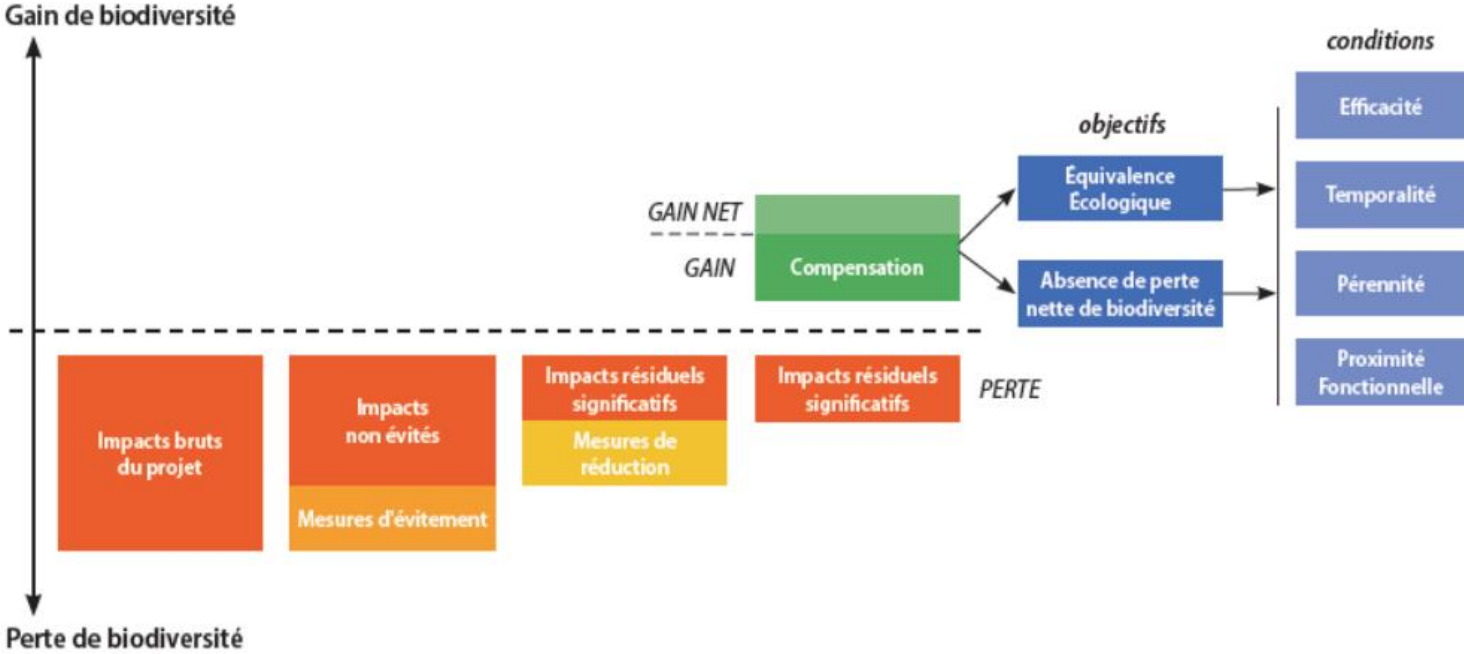 Gain de biodiversité
conditions
Efficacité
objectifs
Équivalence
Écologique
Temporalité
GAIN NET
GAIN
Compensation
Absence de perte
nette de biodiversité
Pérennité
Proximité
Fonctionnelle
Impacts bruts
du projet
Impacts
non évités
Mesures d'évitement
Impacts résiduels
significatifs
Mesures de
réduction
Impacts résiduels
significatifs
PERTE
Perte de biodiversité